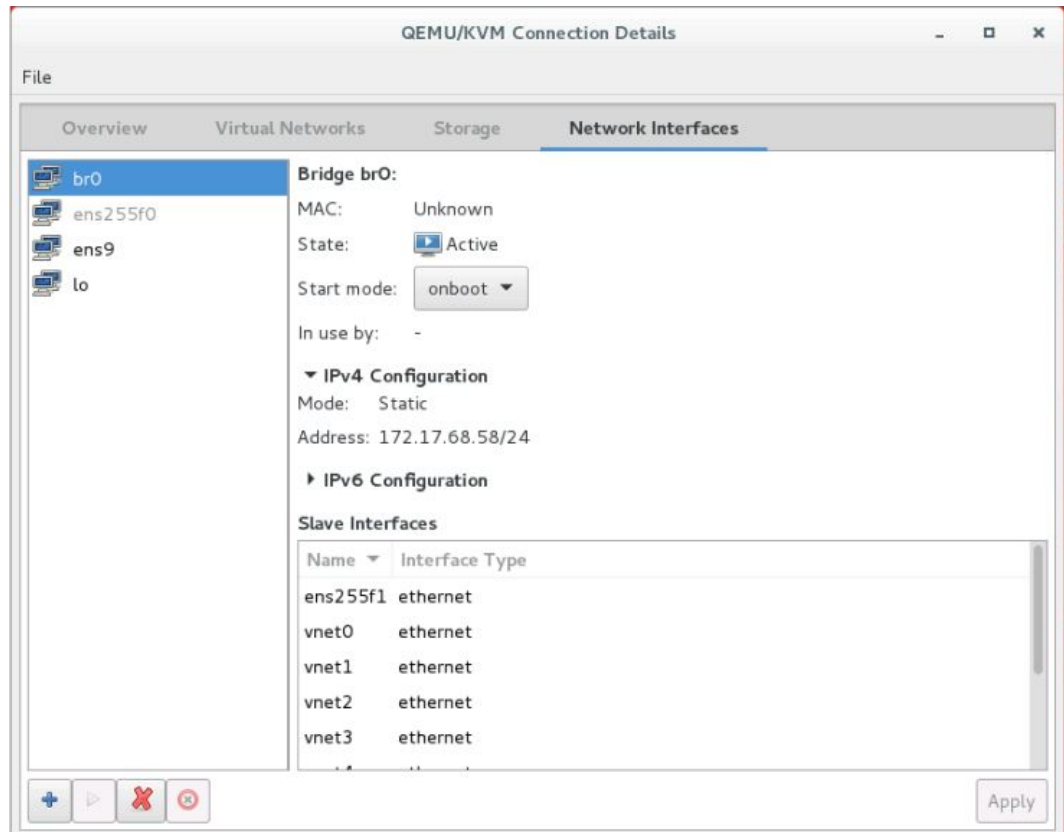 QEMU/KVM Connection Details
File
Overview Virtual Networks Storage Network Interfaces
br0
ens255f0
ens9
lo
Bridge br0:
MAC: Unknown
State: Active
Start mode: onboot
In use by: -
IPv4 Configuration
Mode: Static
Address: 172.17.68.58/24
IPv6 Configuration
Slave Interfaces
Name Interface Type
ens255f1 ethernet
vnet0 ethernet
vnet1 ethernet
vnet2 ethernet
vnet3 ethernet
Apply